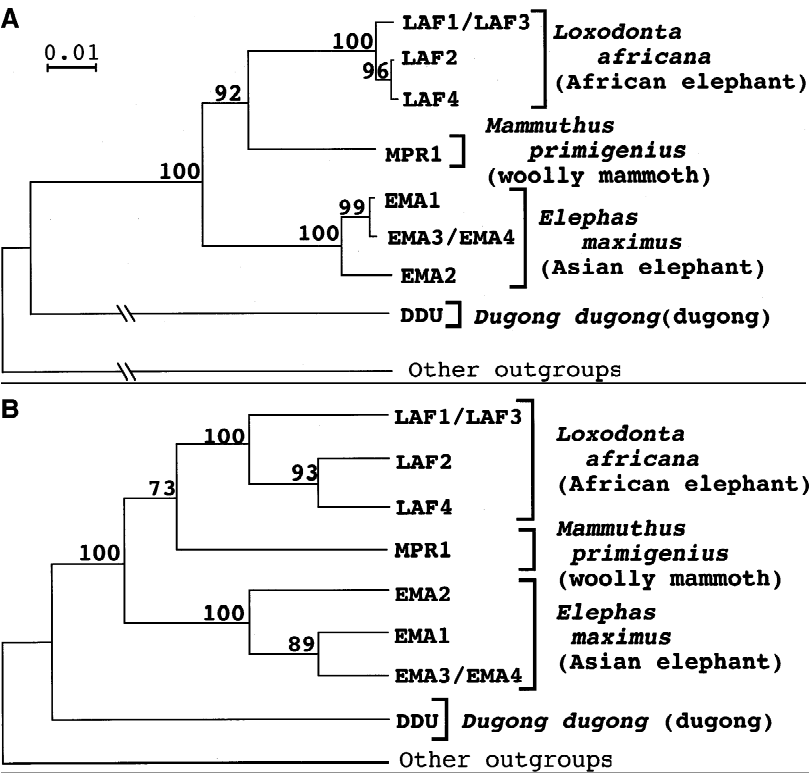 A
0.01
100
LAF1/LAF3
96
LAF2
LAF4
Loxodonta
africana
(African elephant)
92
MPR1
Mammuthus
primigenius
(woolly mammoth)
100
99
EMA1
100
EMA3/EMA4
EMA2
Elephas
maximus
(Asian elephant)
DDU
Dugong dugong(dugong)
Other outgroups
B
100
LAF1/LAF3
93
LAF2
LAF4
Loxodonta
africana
(African elephant)
73
MPR1
Mammuthus
primigenius
(woolly mammoth)
100
EMA2
100
EMA1
89
EMA3/EMA4
Elephas
maximus
(Asian elephant)
DDU
Dugong dugong (dugong)
Other outgroups